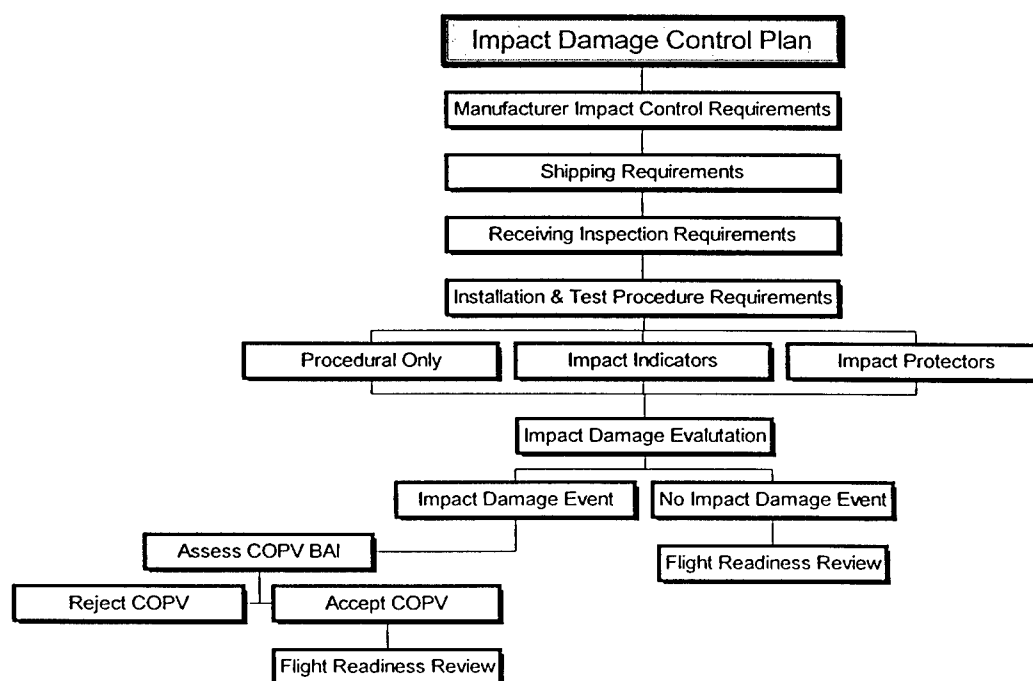 Impact Damage Control Plan
Manufacturer Impact Control Requirements
Shipping Requirements
Receiving Inspection Requirements
Installation & Test Procedure Requirements
Procedural Only
Impact Indicators
Impact Protectors
Impact Damage Evalutation
Impact Damage Event
No Impact Damage Event
Assess COPV BAI
Flight Readiness Review
Reject COPV
Accept COPV
Flight Readiness Review